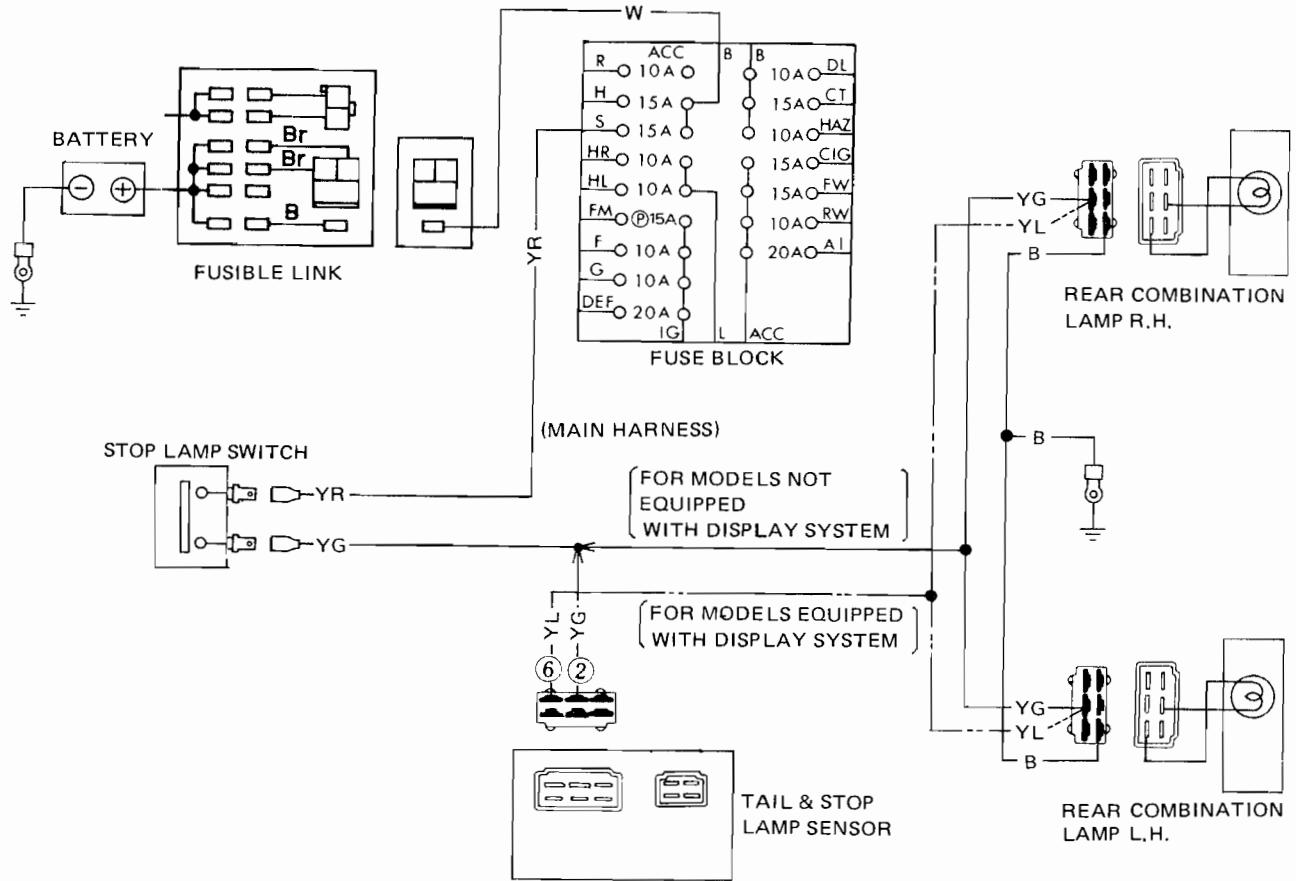 W
BATTERY
Br
Br
B
FUSIBLE LINK
ACC B B
R 10A 10A DL
H 15A 15A CT
S 15A 10A HAZ
HR 10A 15A CIG
HL 10A 15A FW
FM P 15A 10A RW
F 10A 20A AI
G 10A
DEF 20A
IG L ACC
FUSE BLOCK
YR
(MAIN HARNESS)
STOP LAMP SWITCH
YR
YG
FOR MODELS NOT
EQUIPPED
WITH DISPLAY SYSTEM
FOR MODELS EQUIPPED
WITH DISPLAY SYSTEM
YL YG
6 2
TAIL & STOP
LAMP SENSOR
YG
YL
B
REAR COMBINATION
LAMP R.H.
B
YG
YL
B
REAR COMBINATION
LAMP L.H.